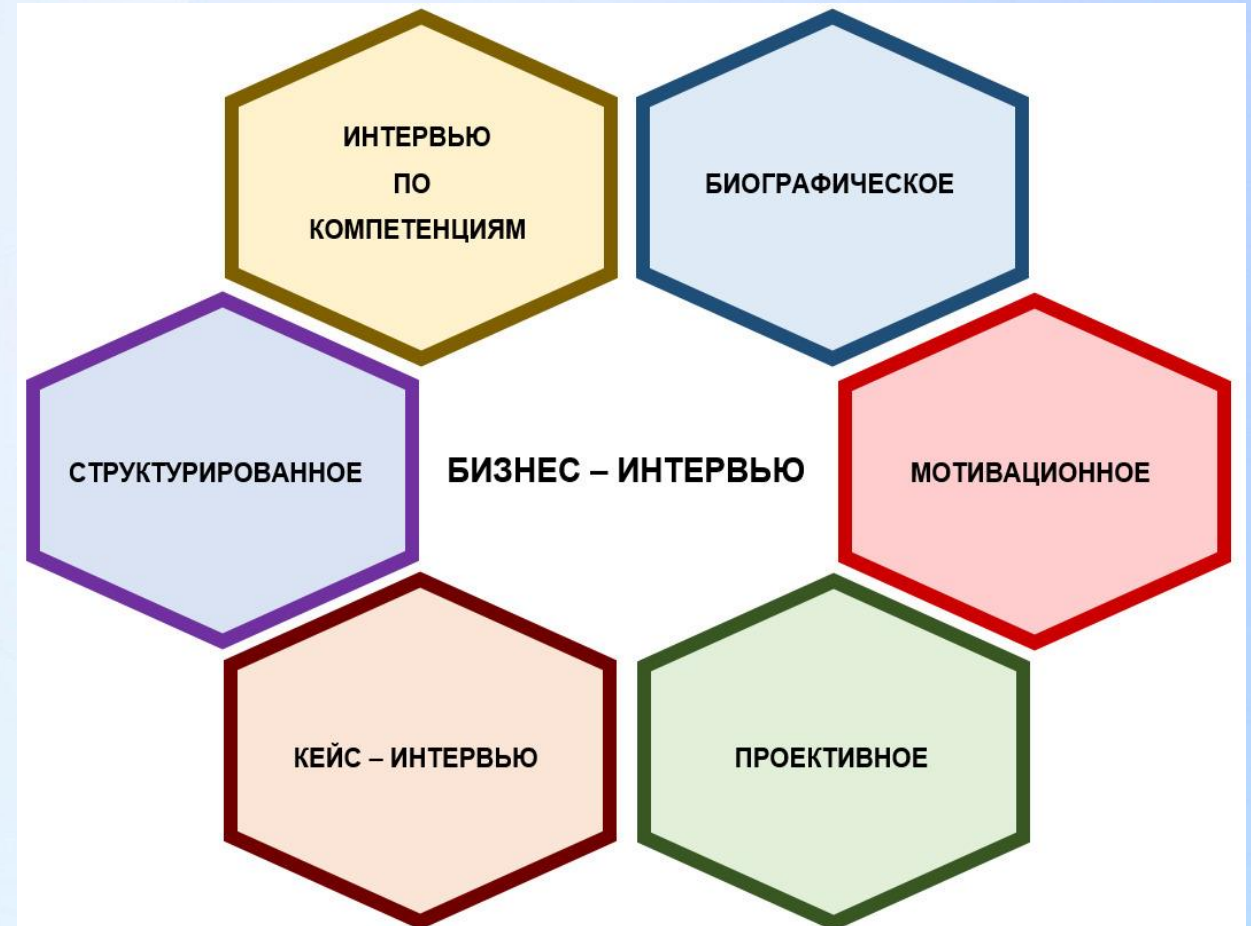 ИНТЕРВЬЮ
ПО
КОМПЕТЕНЦИЯМ
БИОГРАФИЧЕСКОЕ
СТРУКТУРИРОВАННОЕ
БИЗНЕС – ИНТЕРВЬЮ
МОТИВАЦИОННОЕ
КЕЙС – ИНТЕРВЬЮ
ПРОЕКТИВНОЕ